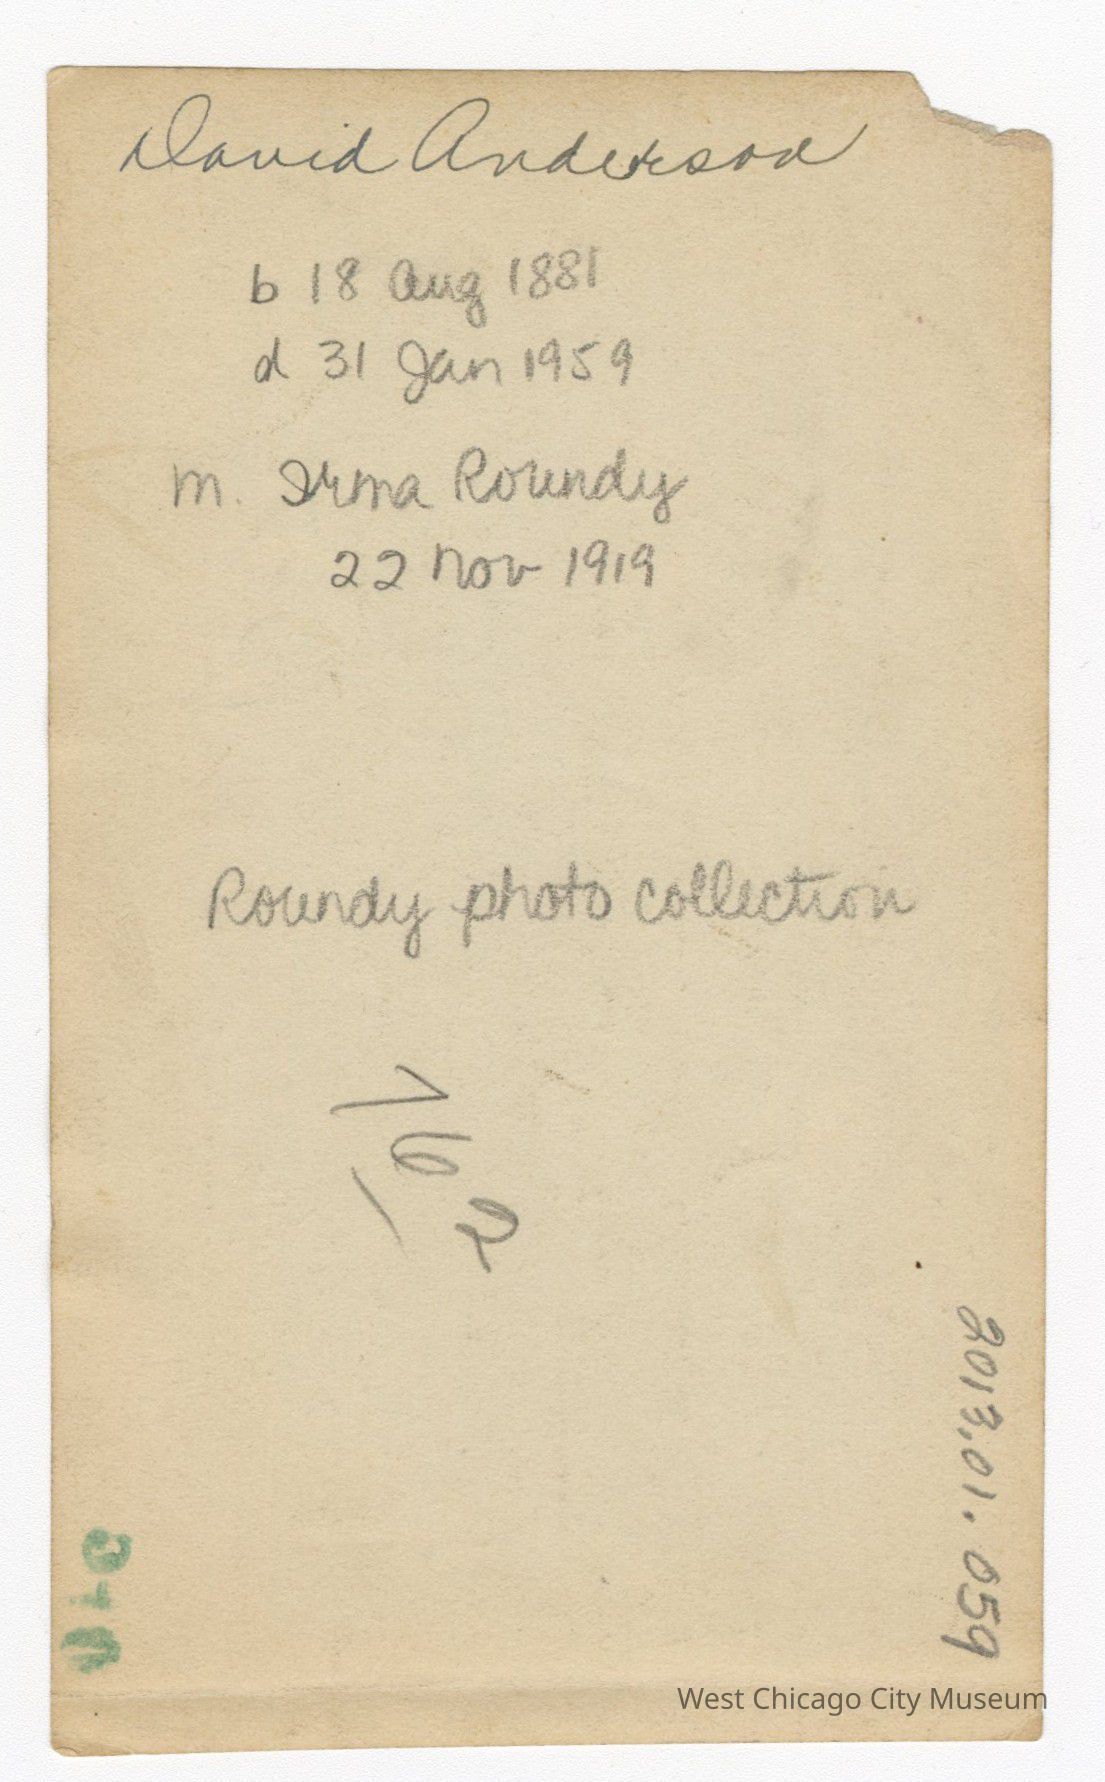 David Anderson
b 18 Aug 1881
d 31 Jan 1959
m. Irma Roundy
22 Nov 1919
Roundy photo collection
162
2013.01.059
West Chicago City Museum